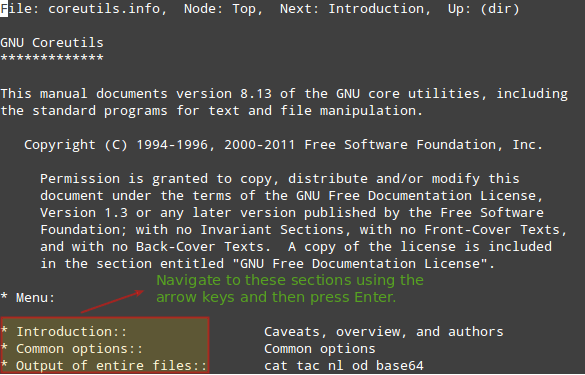 File: coreutils.info,  Node: Top,  Next: Introduction,  Up: (dir)
GNU Coreutils
*************
This manual documents version 8.13 of the GNU core utilities, including
the standard programs for text and file manipulation.
Copyright (C) 1994-1996, 2000-2011 Free Software Foundation, Inc.
Permission is granted to copy, distribute and/or modify this
document under the terms of the GNU Free Documentation License,
Version 1.3 or any later version published by the Free Software
Foundation; with no Invariant Sections, with no Front-Cover Texts,
and with no Back-Cover Texts.  A copy of the license is included
in the section entitled "GNU Free Documentation License".
Navigate to these sections using the
arrow keys and then press Enter.
* Menu:
* Introduction:: Caveats, overview, and authors
* Common options:: Common options
* Output of entire files:: cat tac nl od base64